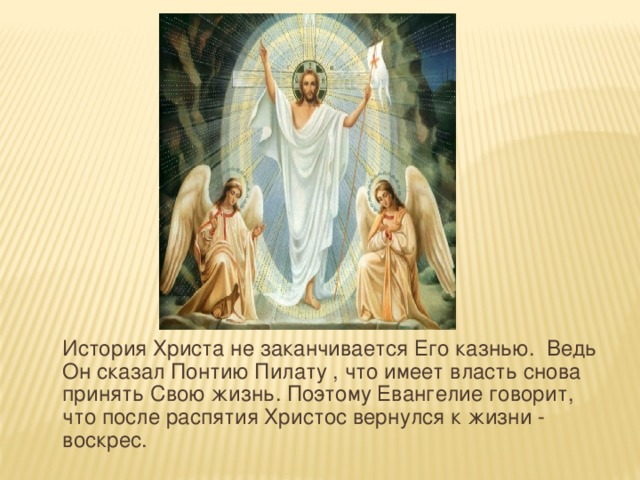 История Христа не заканчивается Его казнью.  Ведь
Он сказал Понтию Пилату , что имеет власть снова
принять Свою жизнь. Поэтому Евангелие говорит,
что после распятия Христос вернулся к жизни -
воскрес.